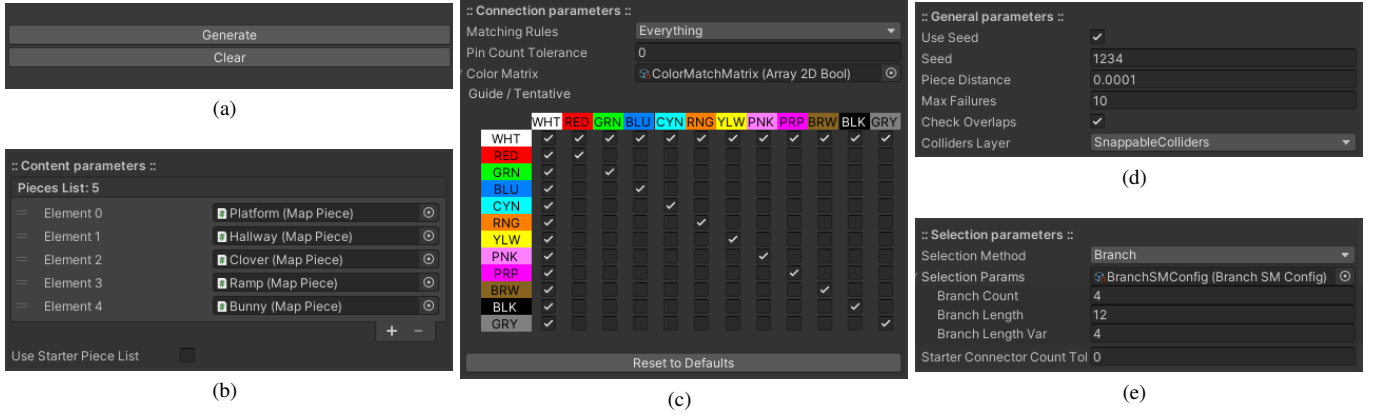 Generate
Clear
(a)
:: Content parameters ::
Pieces List: 5
Element 0 Platform (Map Piece)
Element 1 Hallway (Map Piece)
Element 2 Clover (Map Piece)
Element 3 Ramp (Map Piece)
Element 4 Bunny (Map Piece)
+ −
Use Starter Piece List
(b)
:: Connection parameters ::
Matching Rules Everything
Pin Count Tolerance 0
Color Matrix ColorMatchMatrix (Array 2D Bool)
Guide / Tentative
WHT RED GRN BLU CYN RNG YLW PNK PRP BRW BLK GRY
WHT
RED
GRN
BLU
CYN
RNG
YLW
PNK
PRP
BRW
BLK
GRY
Reset to Defaults
(c)
:: General parameters ::
Use Seed
Seed 1234
Piece Distance 0.0001
Max Failures 10
Check Overlaps
Colliders Layer SnappableColliders
(d)
:: Selection parameters ::
Selection Method Branch
Selection Params BranchSMConfig (Branch SM Config)
Branch Count 4
Branch Length 12
Branch Length Var 4
Starter Connector Count Tol 0
(e)